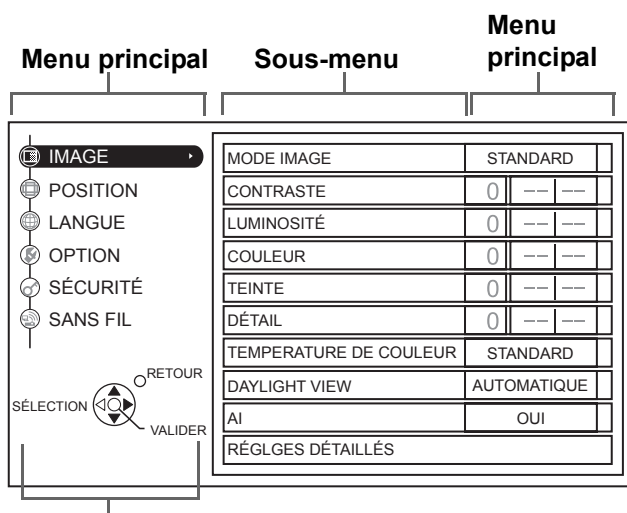 Menu principal
Sous-menu
Menu principal
IMAGE
POSITION
LANGUE
OPTION
SÉCURITÉ
SANS FIL
RETOUR
SÉLECTION
VALIDER
MODE IMAGE STANDARD
CONTRASTE 0
LUMINOSITÉ 0
COULEUR 0
TEINTE 0
DÉTAIL 0
TEMPERATURE DE COULEUR STANDARD
DAYLIGHT VIEW AUTOMATIQUE
AI OUI
RÉGLGES DÉTAILLÉS